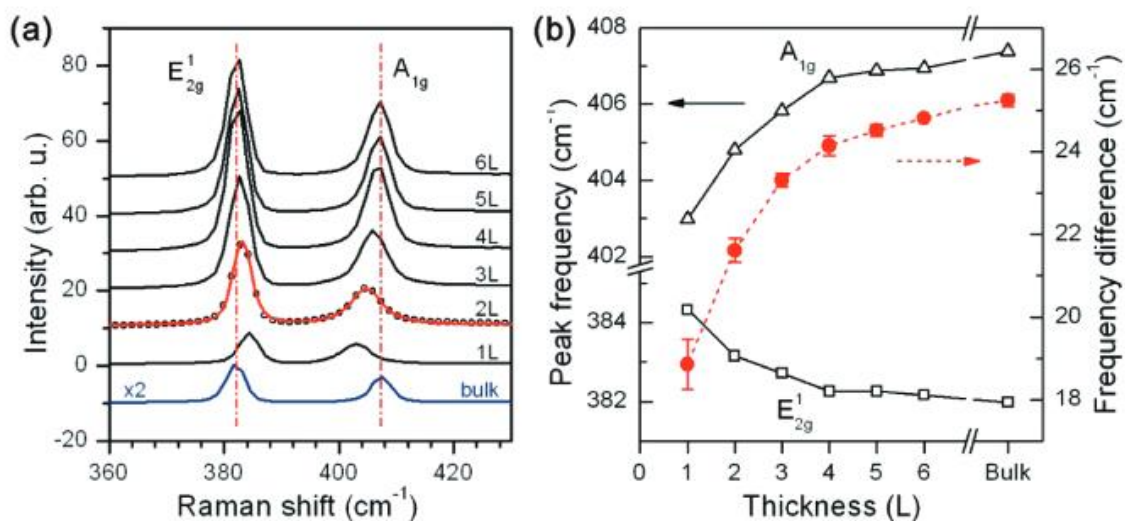 (a)
E¹₂g
A₁g
80
60
40
20
0
-20
Intensity (arb. u.)
6L
5L
4L
3L
2L
1L
x2
bulk
360
380
400
420
Raman shift (cm⁻¹)
(b)
408
406
404
402
384
382
Peak frequency (cm⁻¹)
A₁g
E¹₂g
26
24
22
20
18
Frequency difference (cm⁻¹)
0
1
2
3
4
5
6
Bulk
Thickness (L)